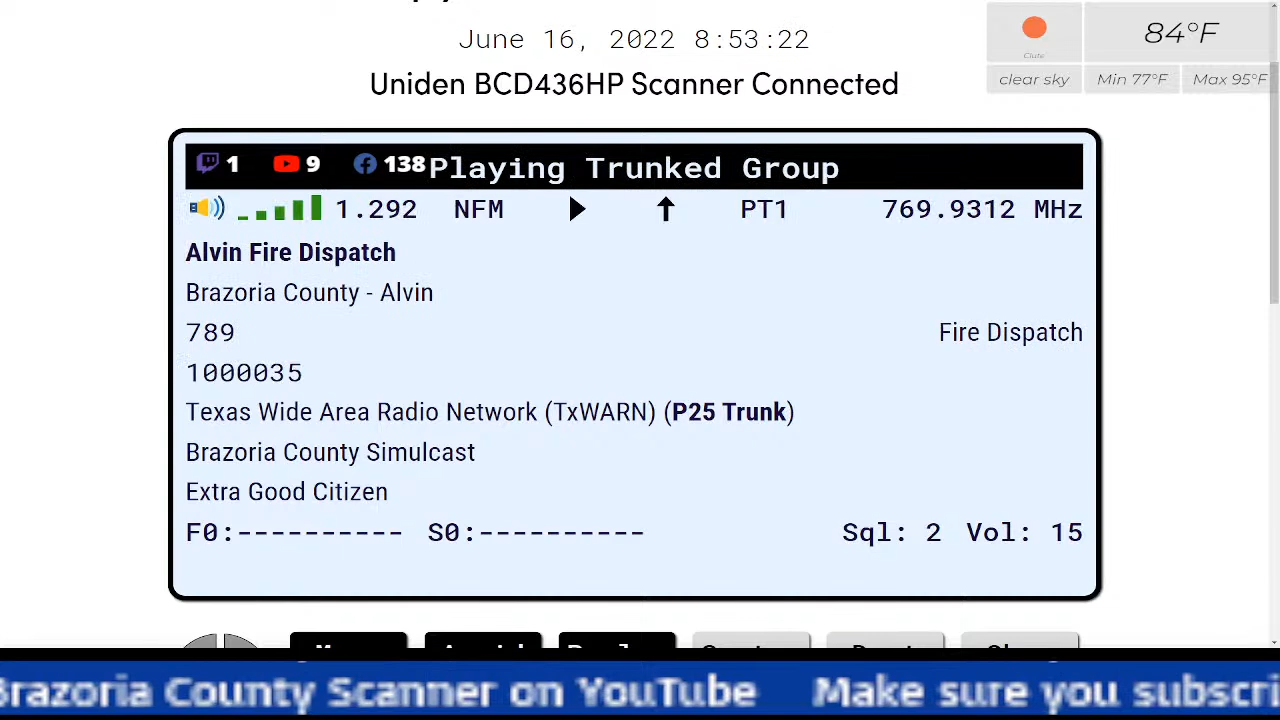 June 16, 2022 8:53:22
84°F
Clute
clear sky Min 77°F Max 95°F
Uniden BCD436HP Scanner Connected
1 9 138 Playing Trunked Group
1.292 NFM PT1 769.9312 MHz
Alvin Fire Dispatch
Brazoria County - Alvin
789 Fire Dispatch
1000035
Texas Wide Area Radio Network (TxWARN) (P25 Trunk)
Brazoria County Simulcast
Extra Good Citizen
F0:---------- S0:---------- Sql: 2 Vol: 15
Brazoria County Scanner on YouTube Make sure you subscri